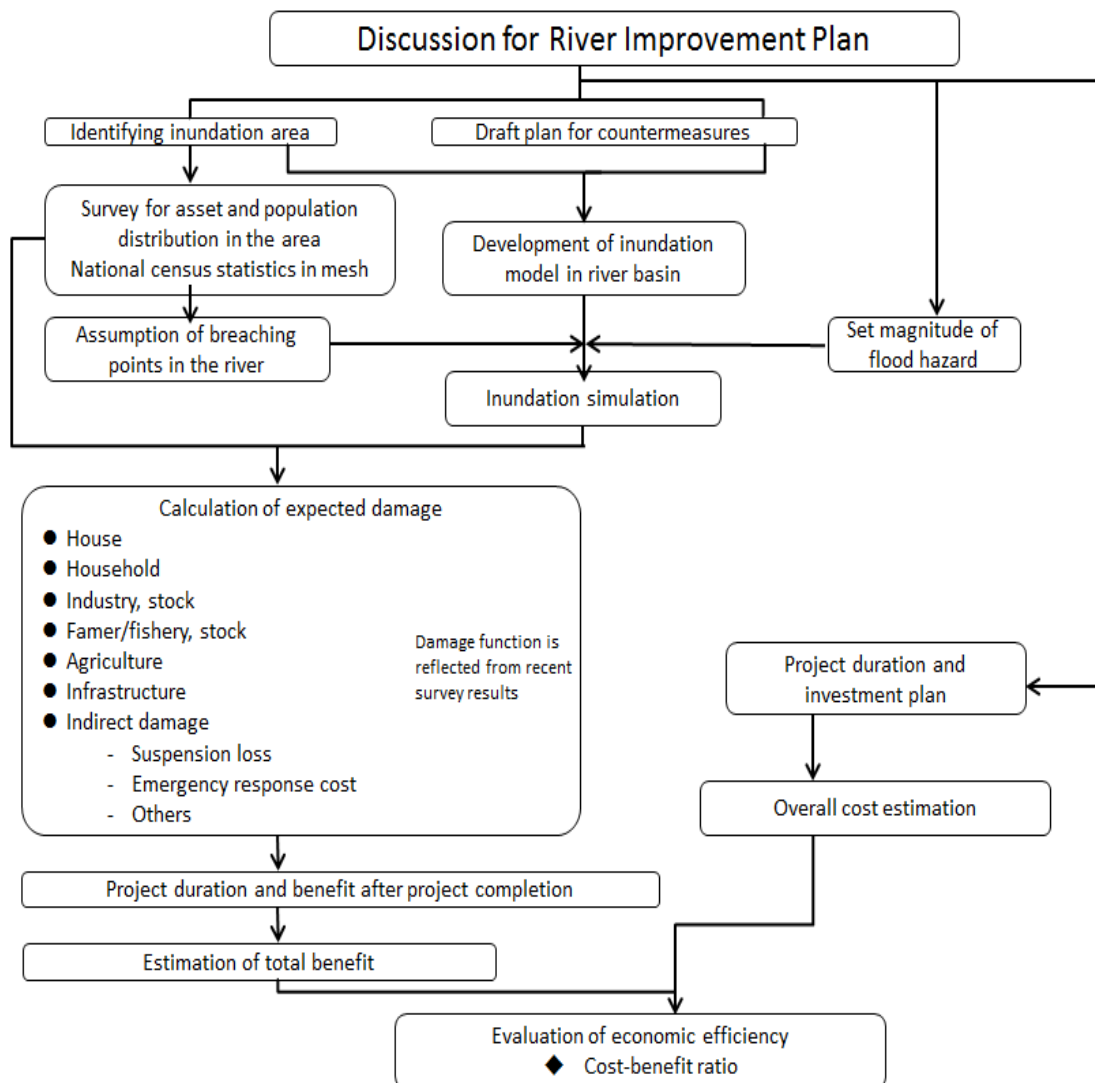 Discussion for River Improvement Plan
Identifying inundation area
Draft plan for countermeasures
Survey for asset and population
distribution in the area
National census statistics in mesh
Development of inundation
model in river basin
Assumption of breaching
points in the river
Set magnitude of
flood hazard
Inundation simulation
Calculation of expected damage
● House
● Household
● Industry, stock
● Famer/fishery, stock
● Agriculture
● Infrastructure
● Indirect damage
- Suspension loss
- Emergency response cost
- Others
Damage function is
reflected from recent
survey results
Project duration and
investment plan
Overall cost estimation
Project duration and benefit after project completion
Estimation of total benefit
Evaluation of economic efficiency
◆ Cost-benefit ratio